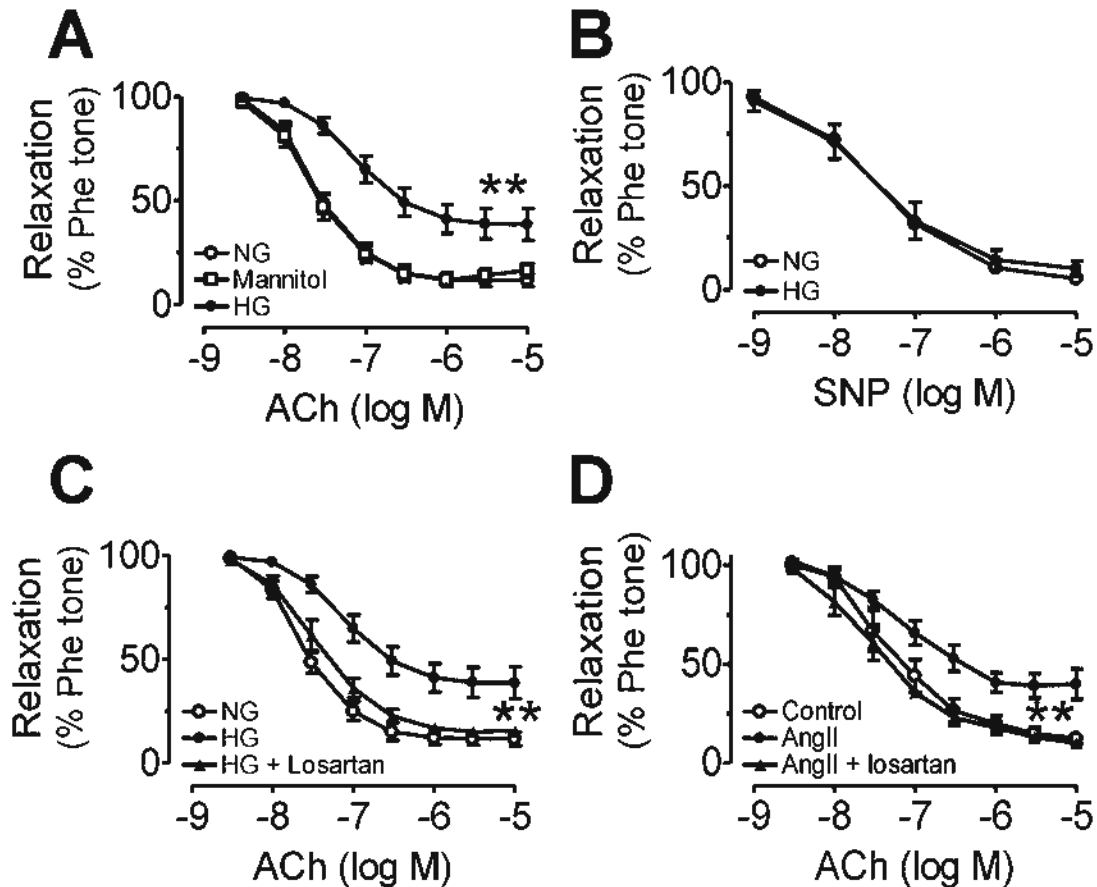 A
Relaxation
(% Phe tone)
100
50
0
NG
Mannitol
HG
**
-9 -8 -7 -6 -5
ACh (log M)
B
Relaxation
(% Phe tone)
100
50
0
NG
HG
-9 -8 -7 -6 -5
SNP (log M)
C
Relaxation
(% Phe tone)
100
50
0
NG
HG
HG + Losartan
**
-9 -8 -7 -6 -5
ACh (log M)
D
Relaxation
(% Phe tone)
100
50
0
Control
AngII
AngII + losartan
**
-9 -8 -7 -6 -5
ACh (log M)